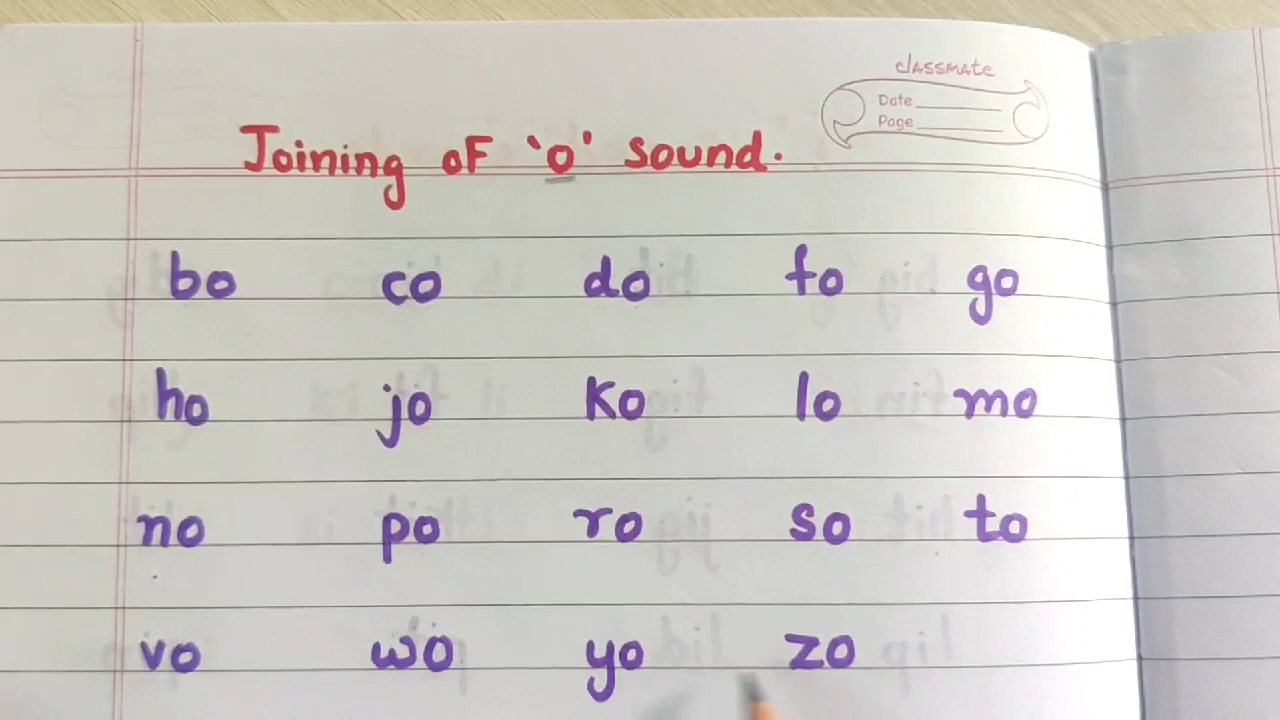 classmate
Date
Page
Joining of 'o' sound.
bo co do fo go
ho jo ko lo mo
no po ro so to
vo wo yo zo